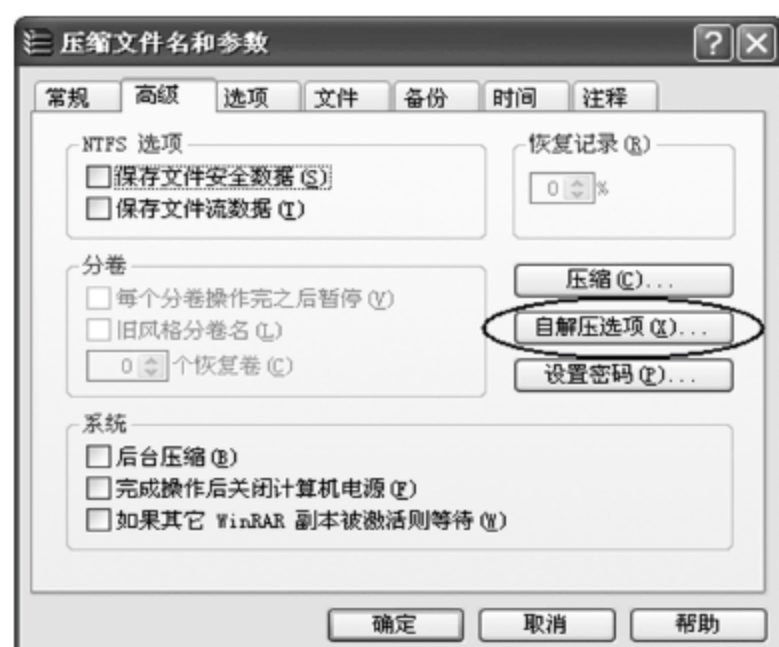 压缩文件名和参数
常规 高级 选项 文件 备份 时间 注释
NTFS 选项
保存文件安全数据(S)
保存文件流数据(T)
恢复记录(R)
0 %
分卷
每个分卷操作完之后暂停(V)
旧风格分卷名(L)
0 个恢复卷(C)
压缩(C)...
自解压选项(X)...
设置密码(P)...
系统
后台压缩(B)
完成操作后关闭计算机电源(F)
如果其它 WinRAR 副本被激活则等待(W)
确定 取消 帮助